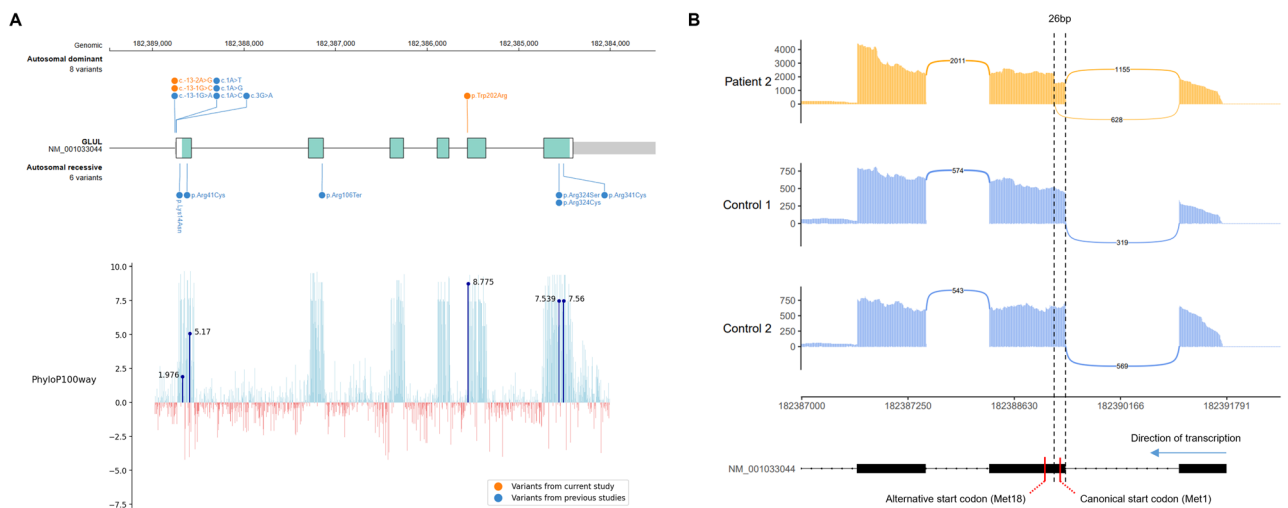 A
Genomic
182,389,000
182,388,000
182,387,000
182,386,000
182,385,000
182,384,000
Autosomal dominant
8 variants
c.-13-2A>G
c.1A>T
c.-13-1G>C
c.1A>G
c.-13-1G>A
c.1A>C
c.3G>A
p.Trp202Arg
GLUL
NM_001033044
Autosomal recessive
6 variants
p.Lys14Asn
p.Arg41Cys
p.Arg106Ter
p.Arg324Ser
p.Arg324Cys
p.Arg341Cys
10.0
7.5
5.0
2.5
0.0
−2.5
−5.0
−7.5
PhyloP100way
1.976
5.17
8.775
7.539
7.56
Variants from current study
Variants from previous studies
B
26bp
Patient 2
4000
3000
2000
1000
0
2011
1155
628
Control 1
750
500
250
0
574
319
Control 2
750
500
250
0
543
569
182387000
182387250
182388630
182390166
182391791
Direction of transcription
NM_001033044
Alternative start codon (Met18)
Canonical start codon (Met1)